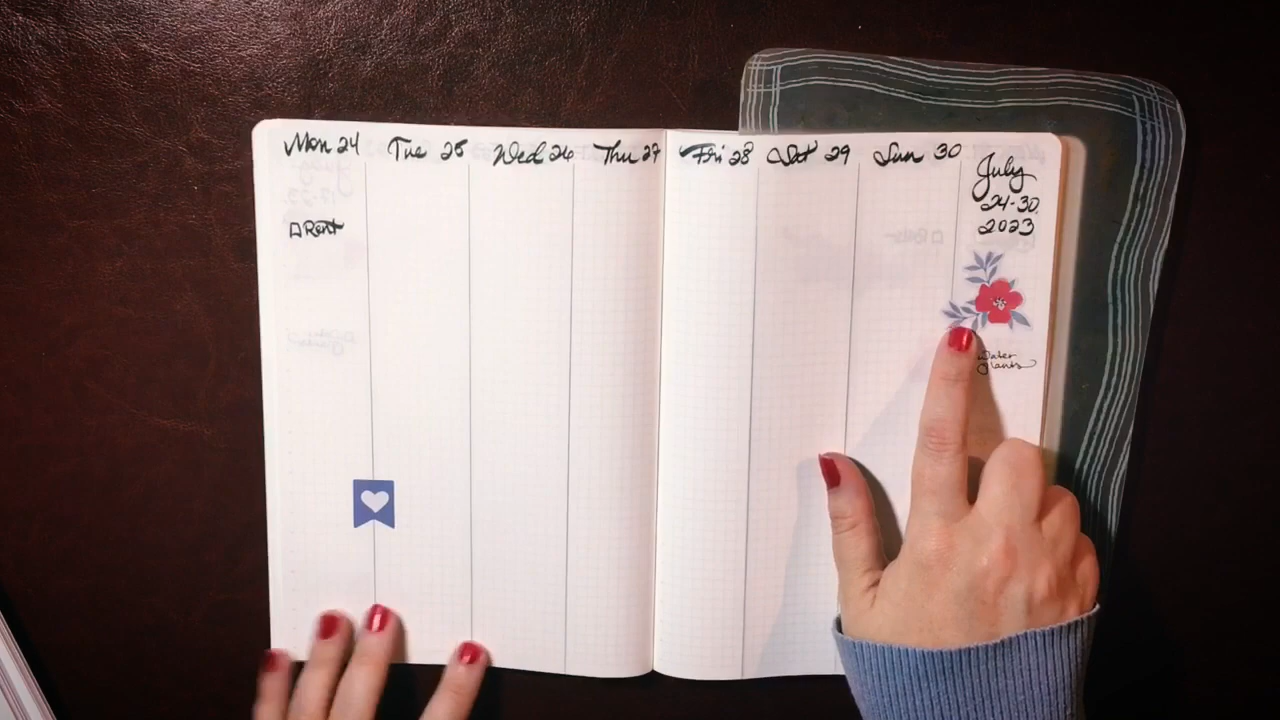 Mon 24
Tue 25
Wed 26
Thu 27
Fri 28
Sat 29
Sun 30
July
24-30
2023
Rent
Water
plants